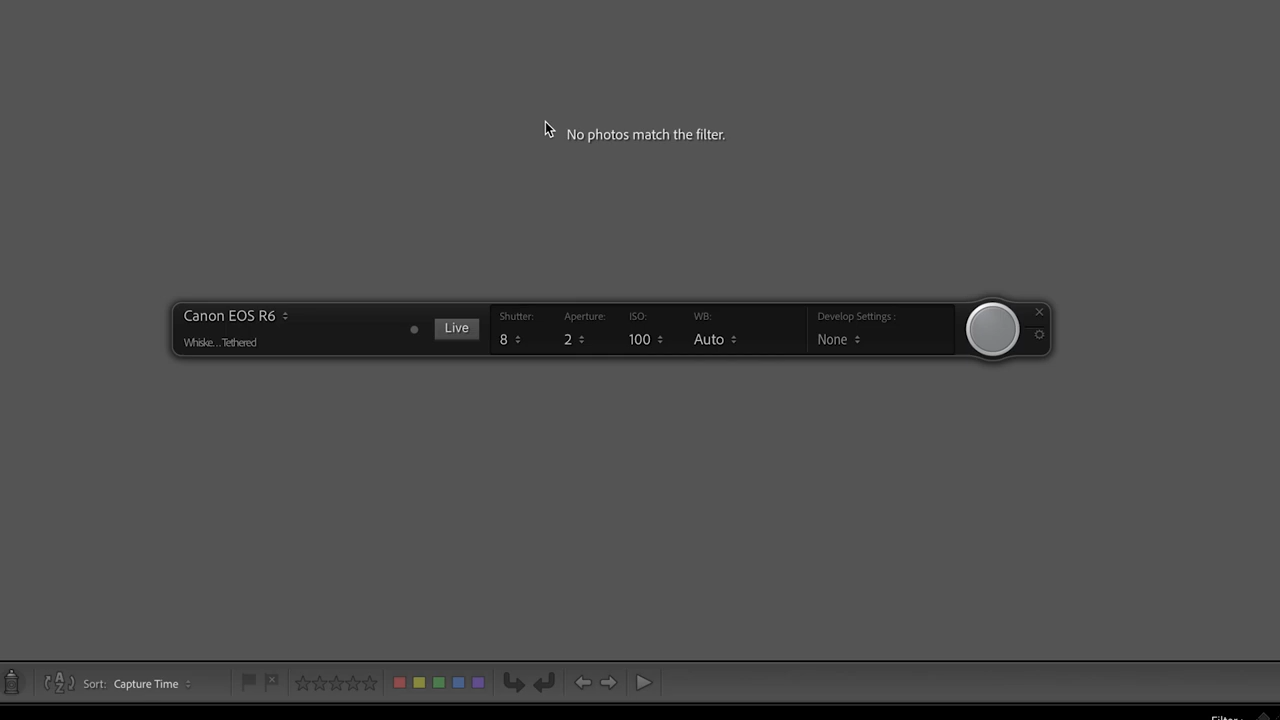 No photos match the filter.
Canon EOS R6
Whiske...Tethered
Live
Shutter: Aperture: ISO: WB: Develop Settings :
8 2 100 Auto None
Sort: Capture Time